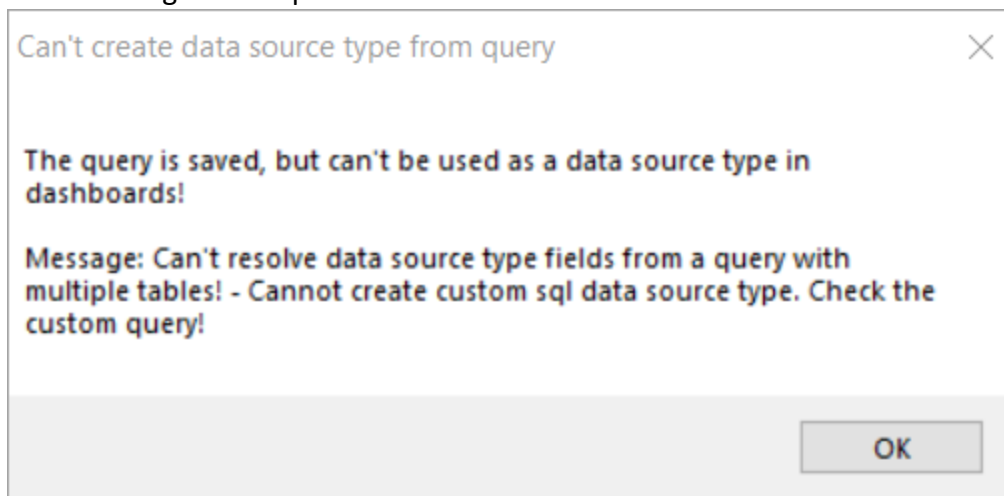 Can't create data source type from query
The query is saved, but can't be used as a data source type in
dashboards!
Message: Can't resolve data source type fields from a query with
multiple tables! - Cannot create custom sql data source type. Check the
custom query!
OK